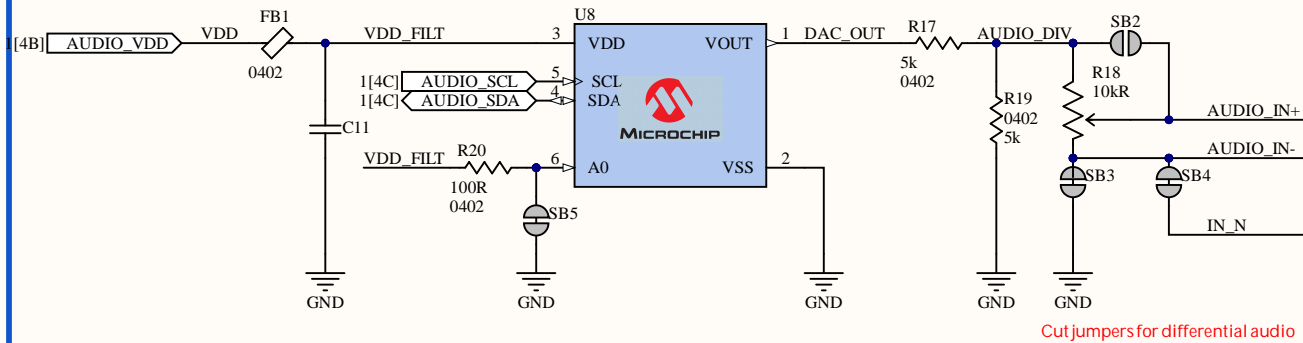 FB1
U8
SB2
1[4B]
AUDIO_VDD
VDD
VDD_FILT
3
VDD
VOUT
1
DAC_OUT
R17
AUDIO_DIV
0402
5k
0402
R18
10kR
1[4C]
AUDIO_SCL
5
SCL
1[4C]
AUDIO_SDA
4
SDA
R19
0402
5k
C11
MICROCHIP
AUDIO_IN+
VDD_FILT
R20
6
A0
VSS
2
AUDIO_IN-
100R
0402
SB3
SB4
SB5
IN_N
GND
GND
GND
GND
GND
Cut jumpers for differential audio